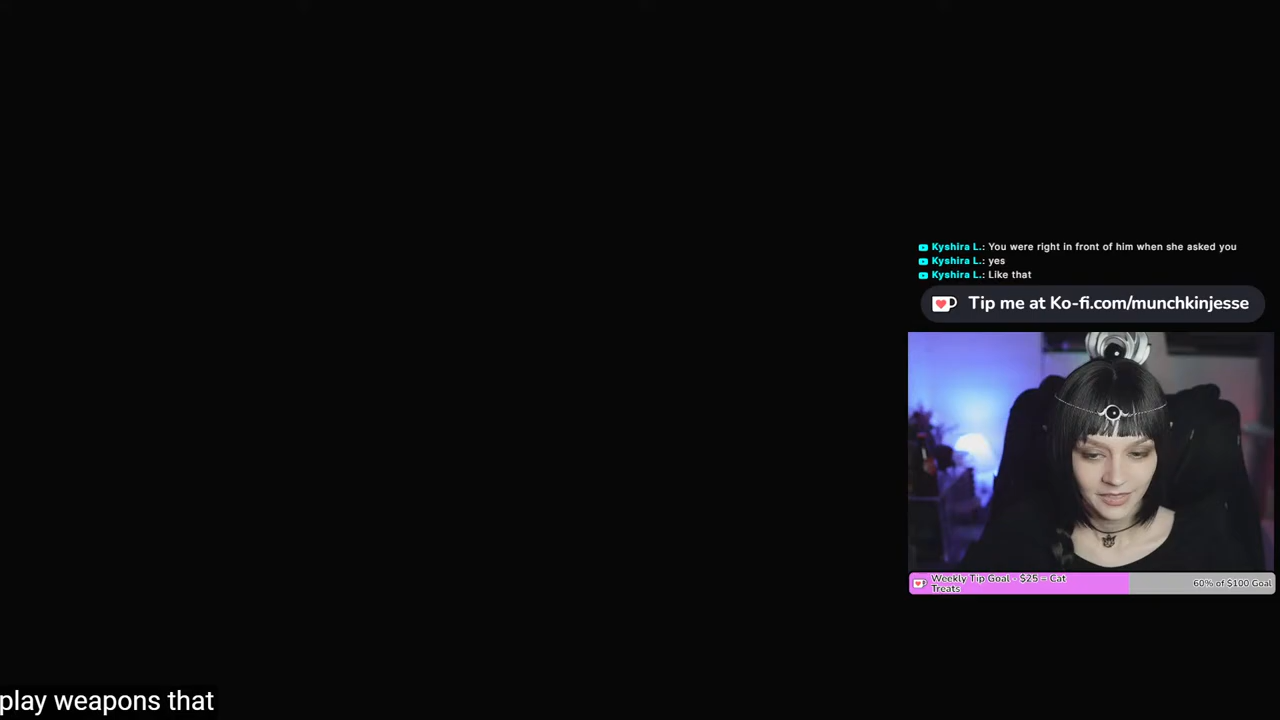 Kyshira L.: You were right in front of him when she asked you
Kyshira L.: yes
Kyshira L.: Like that
Tip me at Ko-fi.com/munchkinjesse
Weekly Tip Goal - $25 = Cat
Treats
60% of $100 Goal
play weapons that